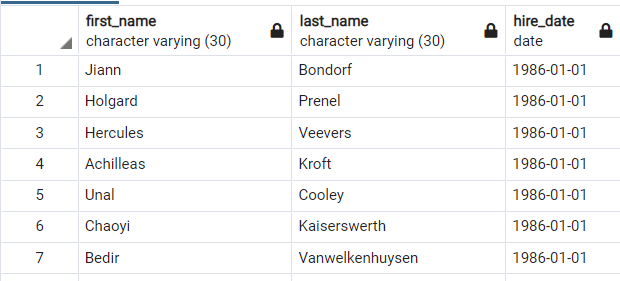 first_name last_name hire_date
character varying (30) character varying (30) date
1 Jiann Bondorf 1986-01-01
2 Holgard Prenel 1986-01-01
3 Hercules Veevers 1986-01-01
4 Achilleas Kroft 1986-01-01
5 Unal Cooley 1986-01-01
6 Chaoyi Kaiserswerth 1986-01-01
7 Bedir Vanwelkenhuysen 1986-01-01